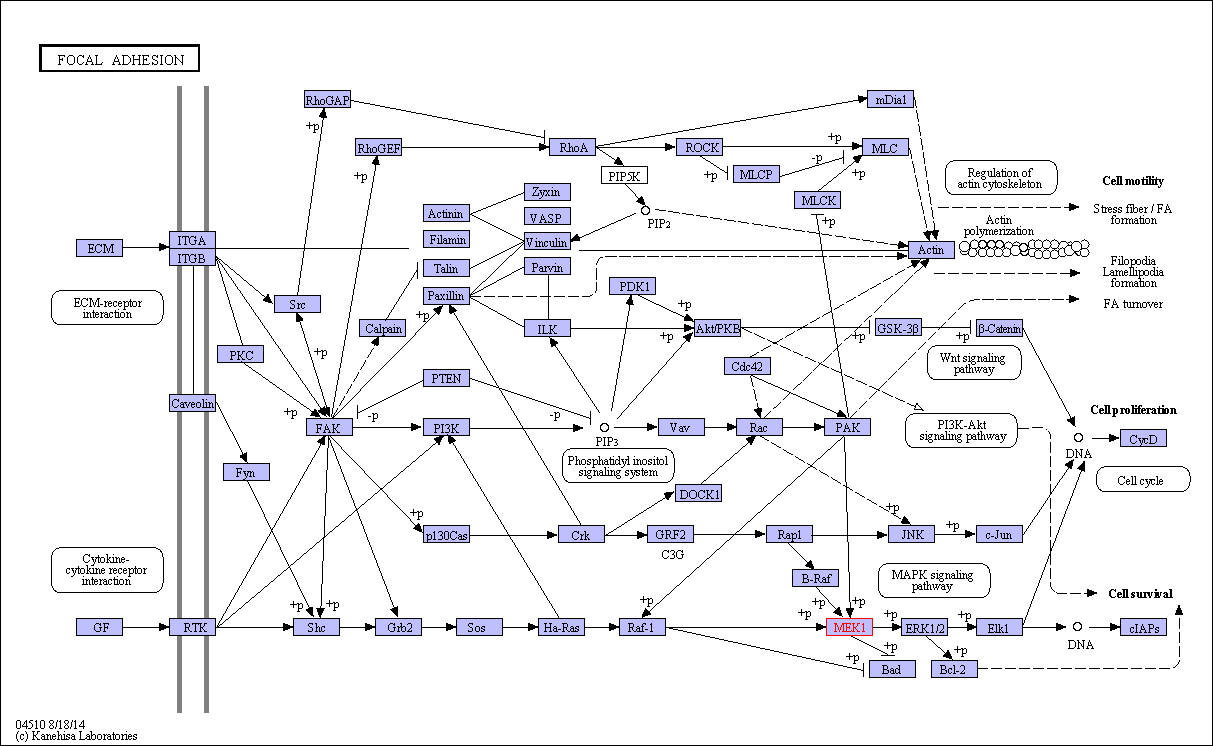 FOCAL ADHESION
RhoGAP
mDia1
+p
RhoGEF
RhoA
ROCK
+p
MLC
-p
+p
+p
MLCP
+p
PIP5K
MLCK
+p
Regulation of
actin cytoskeleton
Cell motility
Zyxin
Actinin
VASP
PIP2
Stress fiber / FA
formation
Actin
polymerization
ECM
ITGA
ITGB
Filamin
Vinculin
Actin
Talin
Parvin
Filopodia
Lamellipodia
formation
ECM-receptor
interaction
Src
Paxillin
PDK1
FA turnover
+p
+p
Calpain
ILK
+p
Akt/PKB
GSK-3β
+p
β-Catenin
+p
PKC
+p
Cdc42
Wnt signaling
pathway
PTEN
Caveolin
+p
-p
-p
FAK
PI3K
PIP3
Vav
Rac
PAK
PI3K-Akt
signaling pathway
Cell proliferation
DNA
CycD
Fyn
Phosphatidyl inositol
signaling system
Cell cycle
DOCK1
+p
+p
p130Cas
Crk
GRF2
C3G
Rap1
JNK
+p
c-Jun
Cytokine-
cytokine receptor
interaction
B-Raf
MAPK signaling
pathway
Cell survival
+p
+p
+p
+p
+p
+p
+p
+p
GF
RTK
Shc
Grb2
Sos
Ha-Ras
Raf-1
MEK1
ERK1/2
Elk1
DNA
cIAPs
+p
+p
+p
Bad
Bcl-2
04510 8/18/14
(c) Kanehisa Laboratories